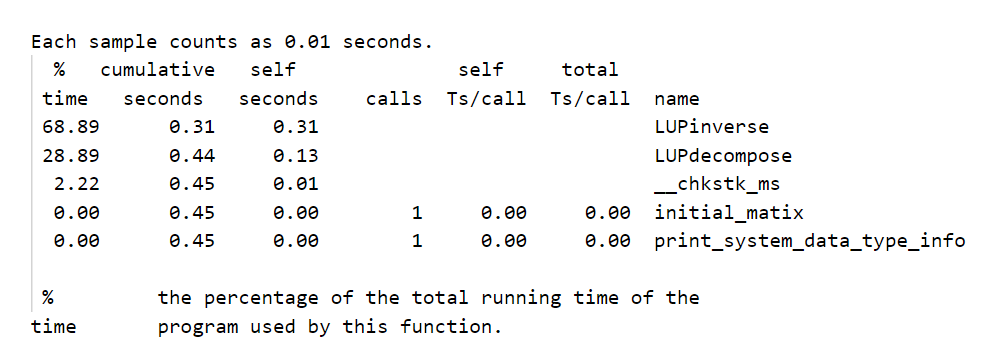 Each sample counts as 0.01 seconds.
  %   cumulative   self              self     total
 time   seconds   seconds    calls  Ts/call  Ts/call  name
 68.89      0.31     0.31                             LUPinverse
 28.89      0.44     0.13                             LUPdecompose
  2.22      0.45     0.01                             __chkstk_ms
  0.00      0.45     0.00        1     0.00     0.00  initial_matix
  0.00      0.45     0.00        1     0.00     0.00  print_system_data_type_info
 %         the percentage of the total running time of the
time       program used by this function.